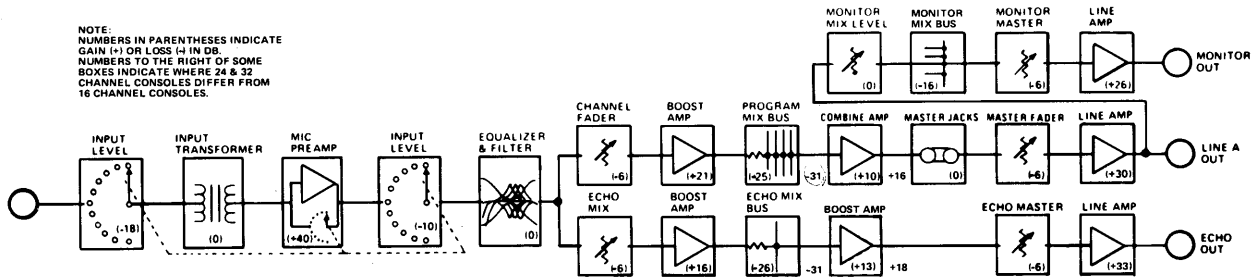 NOTE:
NUMBERS IN PARENTHESES INDICATE
GAIN (+) OR LOSS (-) IN DB.
NUMBERS TO THE RIGHT OF SOME
BOXES INDICATE WHERE 24 & 32
CHANNEL CONSOLES DIFFER FROM
16 CHANNEL CONSOLES.
MONITOR
MIX LEVEL
(0)
MONITOR
MIX BUS
(-16)
MONITOR
MASTER
(-6)
LINE
AMP
(+26)
MONITOR
OUT
INPUT
LEVEL
(-18)
INPUT
TRANSFORMER
(0)
MIC
PREAMP
(+40)
INPUT
LEVEL
(-10)
EQUALIZER
& FILTER
(0)
CHANNEL
FADER
(-6)
BOOST
AMP
(+21)
PROGRAM
MIX BUS
(-25)
-31
COMBINE AMP
(+10)
+16
MASTER JACKS
(0)
MASTER FADER
(-6)
LINE AMP
(+30)
LINE A
OUT
ECHO
MIX
(-6)
BOOST
AMP
(+16)
ECHO MIX
BUS
(-26)
-31
BOOST AMP
(+13)
+18
ECHO MASTER
(-6)
LINE AMP
(+33)
ECHO
OUT